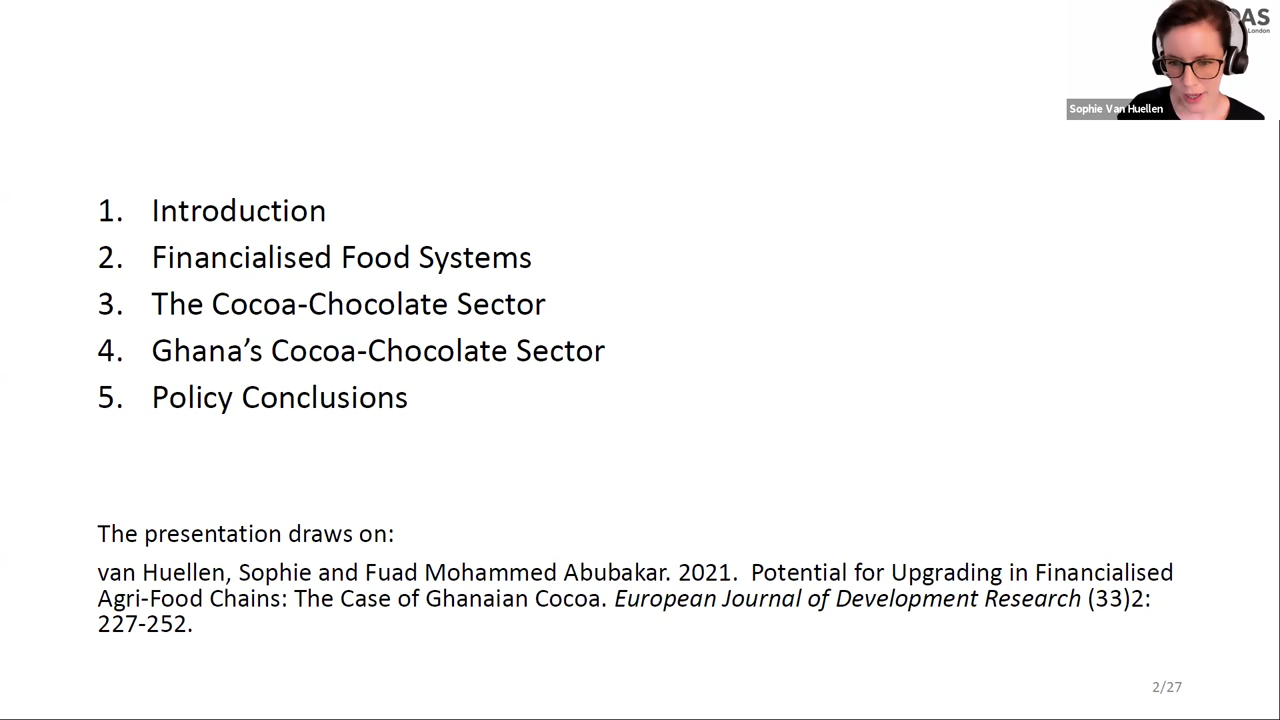 OAS
London
Sophie Van Huellen
1. Introduction
2. Financialised Food Systems
3. The Cocoa-Chocolate Sector
4. Ghana’s Cocoa-Chocolate Sector
5. Policy Conclusions
The presentation draws on:
van Huellen, Sophie and Fuad Mohammed Abubakar. 2021. Potential for Upgrading in Financialised
Agri-Food Chains: The Case of Ghanaian Cocoa. European Journal of Development Research (33)2:
227-252.
2/27